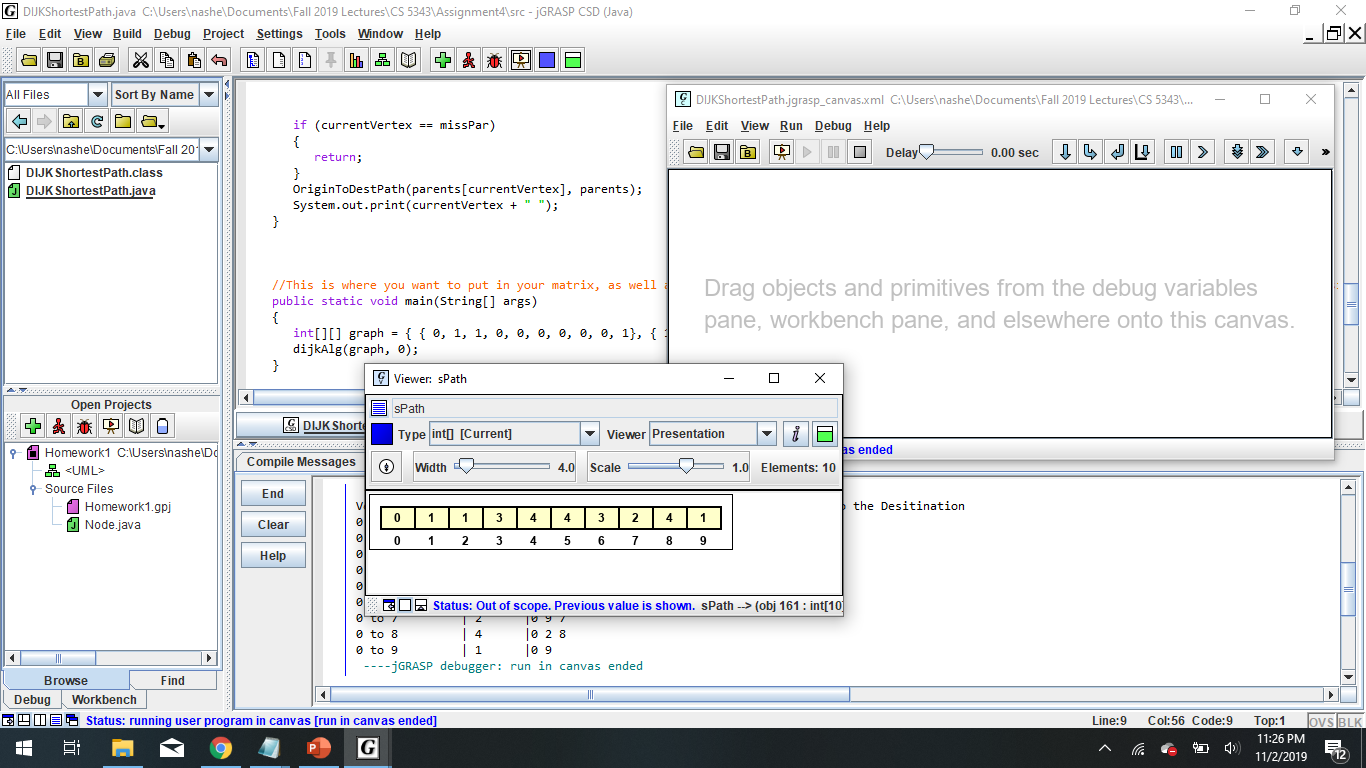 DIJKShortestPath.java C:\Users\nashe\Documents\Fall 2019 Lectures\CS 5343\Assignment4\src - jGRASP CSD (Java)
File Edit View Build Debug Project Settings Tools Window Help
All Files Sort By Name
C:\Users\nashe\Documents\Fall 20
DIJKShortestPath.class
DIJKShortestPath.java
Open Projects
Homework1 C:\Users\nashe\Do
<UML>
Source Files
Homework1.gpj
Node.java
Browse Find
Debug Workbench
if (currentVertex == missPar)
{
return;
}
OriginToDestPath(parents[currentVertex], parents);
System.out.print(currentVertex + " ");
}
//This is where you want to put in your matrix, as well a
public static void main(String[] args)
{
int[][] graph = { { 0, 1, 1, 0, 0, 0, 0, 0, 0, 1}, {
dijkAlg(graph, 0);
}
DIJKShorte
DIJKShortestPath.jgrasp_canvas.xml C:\Users\nashe\Documents\Fall 2019 Lectures\CS 5343\...
File Edit View Run Debug Help
Delay 0.00 sec
Drag objects and primitives from the debug variables
pane, workbench pane, and elsewhere onto this canvas.
as ended
Viewer: sPath
sPath
Type int[] [Current] Viewer Presentation
Width 4.0 Scale 1.0 Elements: 10
0 1 1 3 4 4 3 2 4 1
0 1 2 3 4 5 6 7 8 9
Status: Out of scope. Previous value is shown. sPath --> (obj 161 : int[10
Compile Messages
End
Clear
Help
o the Desitination
0 to 7 | 2 |0 9 7
0 to 8 | 4 |0 2 8
0 to 9 | 1 |0 9
----jGRASP debugger: run in canvas ended
Status: running user program in canvas [run in canvas ended]
Line:9 Col:56 Code:9 Top:1 OVS BLK
11:26 PM
11/2/2019
12